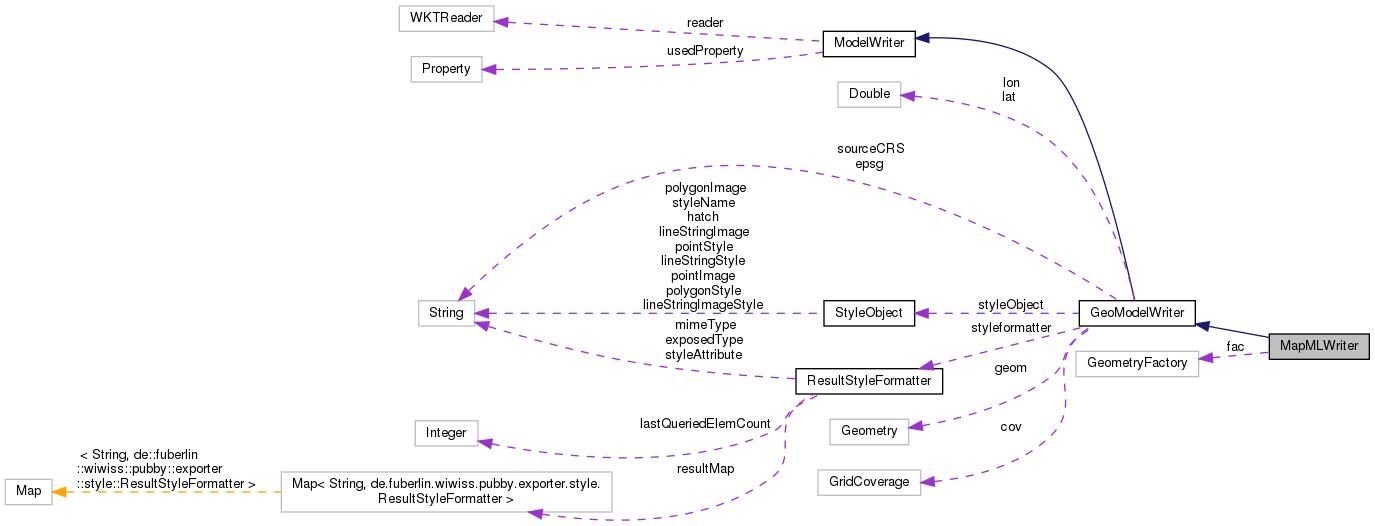 WKTReader
reader
ModelWriter
usedProperty
Property
Double
lon
lat
sourceCRS
epsg
polygonImage
styleName
hatch
lineStringImage
pointStyle
lineStringStyle
pointImage
polygonStyle
lineStringImageStyle
String
StyleObject
styleObject
GeoModelWriter
mimeType
exposedType
styleAttribute
styleformatter
MapMLWriter
fac
GeometryFactory
ResultStyleFormatter
geom
Integer
lastQueriedElemCount
Geometry
cov
resultMap
< String, de::fuberlin
::wiwiss::pubby::exporter
::style::ResultStyleFormatter >
Map
Map< String, de.fuberlin.wiwiss.pubby.exporter.style.
ResultStyleFormatter >
GridCoverage